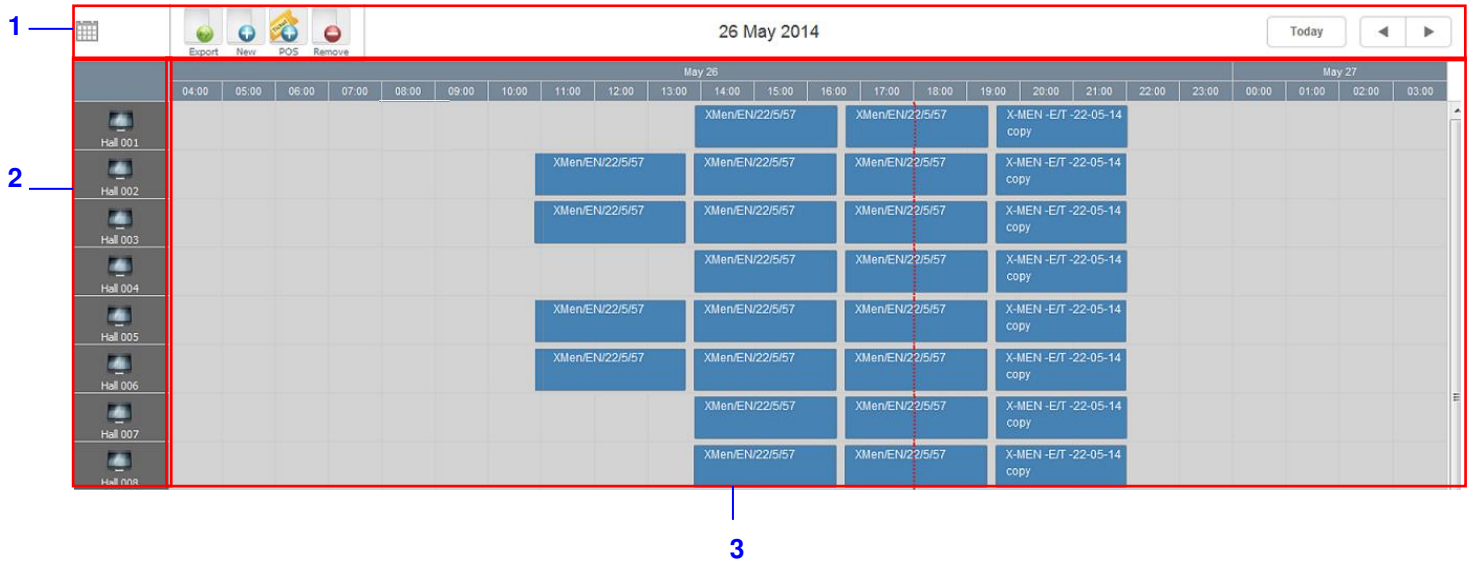 1
26 May 2014
Today
Export New POS Remove
May 26 May 27
04:00 05:00 06:00 07:00 08:00 09:00 10:00 11:00 12:00 13:00 14:00 15:00 16:00 17:00 18:00 19:00 20:00 21:00 22:00 23:00 00:00 01:00 02:00 03:00
XMen/EN/22/5/57 XMen/EN/22/5/57 X-MEN -E/T -22-05-14
copy
Hall 001
2
XMen/EN/22/5/57 XMen/EN/22/5/57 XMen/EN/22/5/57 X-MEN -E/T -22-05-14
copy
Hall 002
XMen/EN/22/5/57 XMen/EN/22/5/57 XMen/EN/22/5/57 X-MEN -E/T -22-05-14
copy
Hall 003
XMen/EN/22/5/57 XMen/EN/22/5/57 X-MEN -E/T -22-05-14
copy
Hall 004
XMen/EN/22/5/57 XMen/EN/22/5/57 XMen/EN/22/5/57 X-MEN -E/T -22-05-14
copy
Hall 005
XMen/EN/22/5/57 XMen/EN/22/5/57 XMen/EN/22/5/57 X-MEN -E/T -22-05-14
copy
Hall 006
XMen/EN/22/5/57 XMen/EN/22/5/57 X-MEN -E/T -22-05-14
copy
Hall 007
XMen/EN/22/5/57 XMen/EN/22/5/57 X-MEN -E/T -22-05-14
copy
Hall 008
3